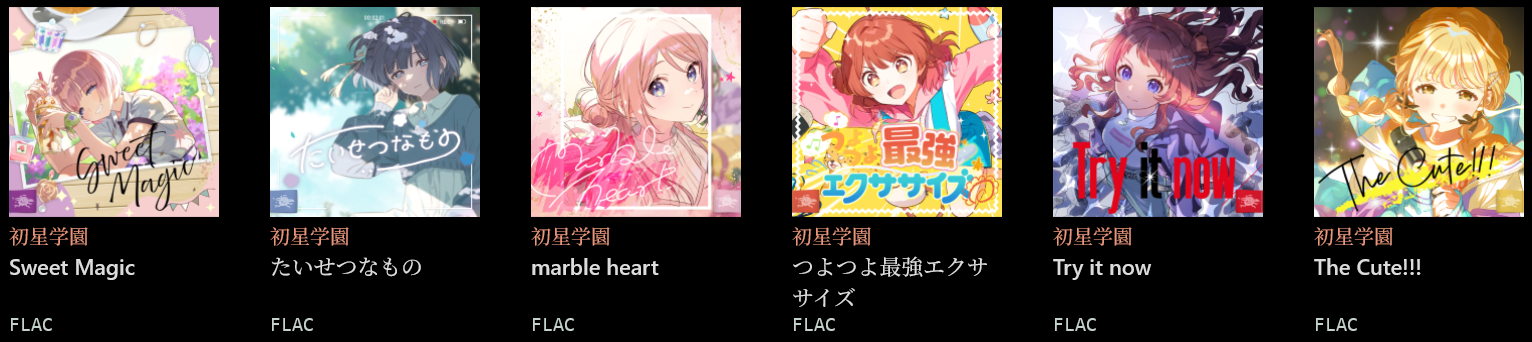 Sweet
Magic
たいせつなもの
marble
heart
つよつよ最強
エクササイズ
Try it now
The Cute!!!
初星学園
Sweet Magic
FLAC
初星学園
たいせつなもの
FLAC
初星学園
marble heart
FLAC
初星学園
つよつよ最強エクサ
サイズ
FLAC
初星学園
Try it now
FLAC
初星学園
The Cute!!!
FLAC